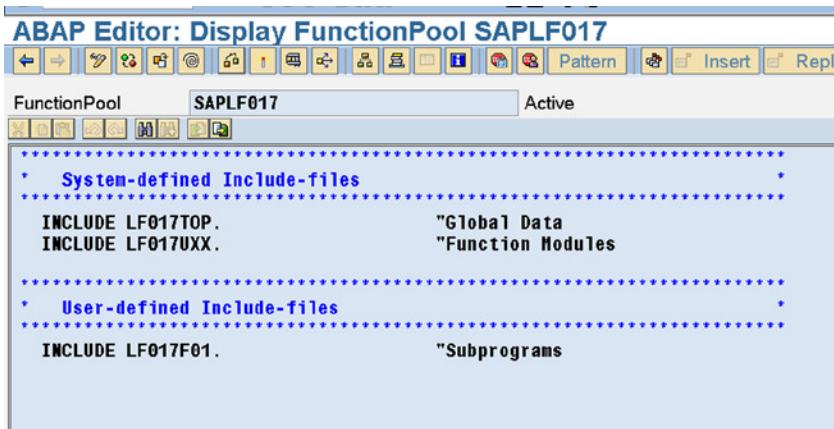 ABAP Editor: Display FunctionPool SAPLF017
Pattern Insert
FunctionPool SAPLF017 Active
****************************************************************************
* System-defined Include-files *
****************************************************************************
INCLUDE LF017TOP. "Global Data
INCLUDE LF017UXX. "Function Modules
****************************************************************************
* User-defined Include-files *
****************************************************************************
INCLUDE LF017F01. "Subprograms